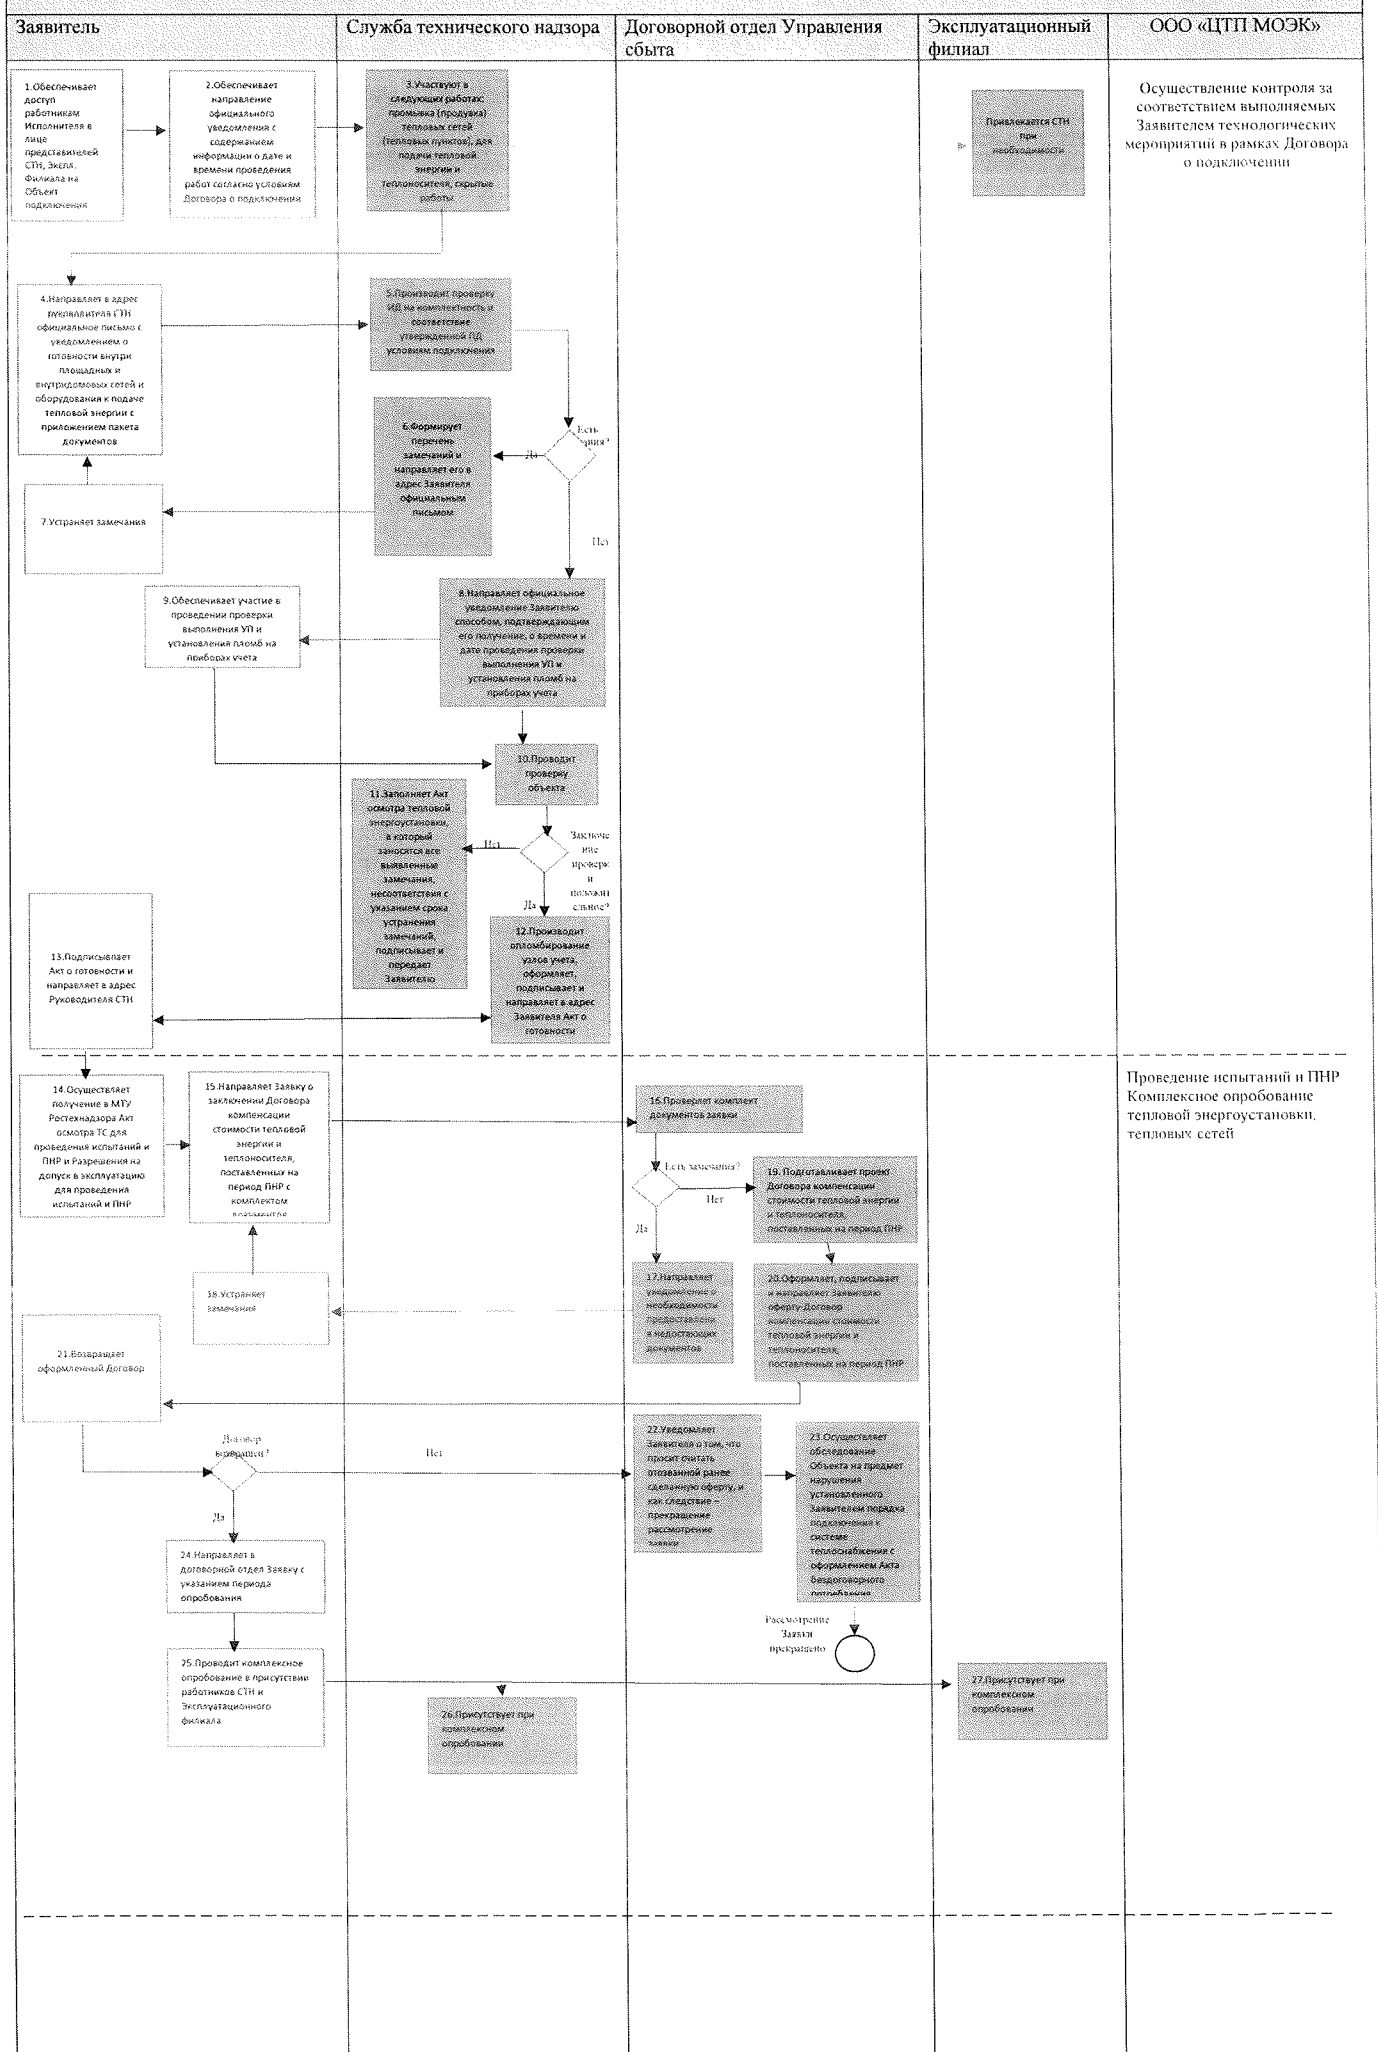 Заявитель
Служба технического надзора
Договорной отдел Управления
сбыта
Эксплуатационный
филиал
ООО «ЦТП МОЭК»
1.Обеспечивает
доступ
работникам
Исполнителя в
лице
представителей
СТН, Экспл.
Филиала на
Объект
подключения
2.Обеспечивает
направление
официального
уведомления с
содержанием
информации о дате и
времени проведения
работ согласно условиям
Договора о подключении
3.Участвуют в
следующих работах:
промывка (продувка)
тепловых сетей
(тепловых пунктов), для
подачи тепловой
энергии и
теплоносителя, скрытые
работы
Привлекается СТН
при
необходимости
Осуществление контроля за
соответствием выполняемых
Заявителем технологических
мероприятий в рамках Договора
о подключении
4.Направляет в адрес
руководителя СТН
официальное письмо с
уведомлением о
готовности внутри
площадных и
внутридомовых сетей и
оборудования к подаче
тепловой энергии с
приложением пакета
документов
5.Производит проверку
ИД на комплектность и
соответствие
утвержденной ПД
условиям подключения
Есть
Да
6.Формирует
перечень
замечаний и
направляет его в
адрес Заявителя
официальным
письмом
7.Устраняет замечания
Нет
8.Направляет официальное
уведомление Заявителю
способом, подтверждающим
его получение, о времени и
дате проведения проверки
выполнения УП и
установления пломб на
приборах учета
9.Обеспечивает участие в
проведении проверки
выполнения УП и
установления пломб на
приборах учета
10.Проводит
проверку
объекта
11.Заполняет Акт
осмотра тепловой
энергоустановки,
в который
заносятся все
выявленные
замечания,
несоответствия с
указанием срока
устранения
замечаний,
подписывает и
передает
Заявителю
Нет
Заключе
ние
проверк
и
положит
ельное?
Да
12.Производит
опломбирование
узлов учета,
оформляет,
подписывает и
направляет в адрес
Заявителя Акт о
готовности
13.Подписывает
Акт о готовности и
направляет в адрес
Руководителя СТН
14.Осуществляет
получение в МТУ
Ростехнадзора Акт
осмотра ТС для
проведения испытаний и
ПНР и Разрешения на
допуск в эксплуатацию
для проведения
испытаний и ПНР
15.Направляет Заявку о
заключении Договора
компенсации
стоимости тепловой
энергии и
теплоносителя,
поставленных на
период ПНР с
комплектом
документов
16.Проверяет комплект
документов заявки
Проведение испытаний и ПНР
Комплексное опробование
тепловой энергоустановки,
тепловых сетей
Есть замечания?
Нет
Да
19. Подготавливает проект
Договора компенсации
стоимости тепловой энергии
и теплоносителя,
поставленных на период ПНР
17.Направляет
уведомление о
необходимости
предоставлени
я недостающих
документов
18.Устраняет
замечания
20.Оформляет, подписывает
и направляет Заявителю
оферту-Договор
компенсации стоимости
тепловой энергии и
теплоносителя,
поставленных на период ПНР
21.Возвращает
оформленный Договор
Договор
возвращен?
Нет
Да
22.Уведомляет
Заявителя о том, что
просит считать
отозванной ранее
сделанную оферту, и
как следствие –
прекращение
рассмотрение
заявки
23.Осуществляет
обследование
Объекта на предмет
нарушения
установленного
Заявителем порядка
подключения к
системе
теплоснабжения с
оформлением Акта
бездоговорного
потребления
24.Направляет в
договорной отдел Заявку с
указанием периода
опробования
Рассмотрение
Заявки
прекращено
25.Проводит комплексное
опробование в присутствии
работников СТН и
Эксплуатационного
филиала
26.Присутствует при
комплексном
опробовании
27.Присутствует при
комплексном
опробовании